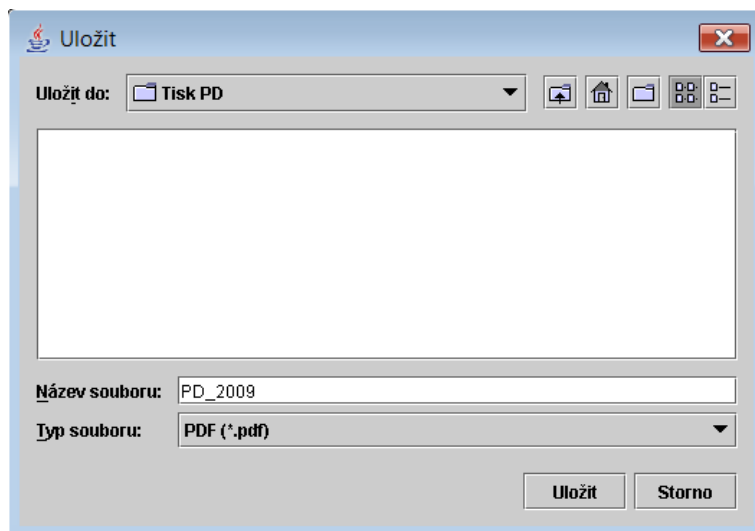 Uložit
Uložit do: Tisk PD
Název souboru: PD_2009
Typ souboru: PDF (*.pdf)
Uložit Storno